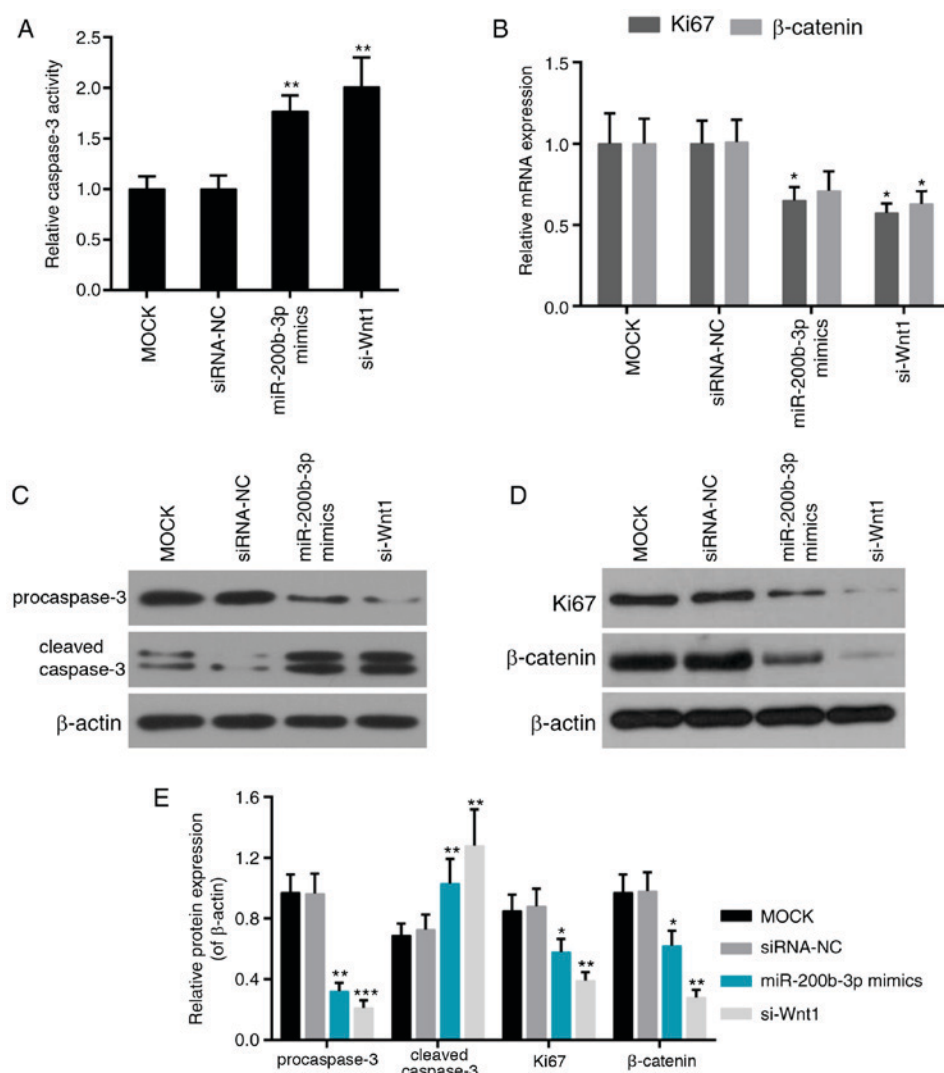 A
Relative caspase-3 activity
2.5
2.0
1.5
1.0
0.5
0.0
**
**
MOCK
siRNA-NC
miR-200b-3p
mimics
si-Wnt1
B
Ki67
β-catenin
Relative mRNA expression
1.5
1.0
0.5
0.0
*
*
*
MOCK
siRNA-NC
miR-200b-3p
mimics
si-Wnt1
C
MOCK
siRNA-NC
miR-200b-3p
mimics
si-Wnt1
procaspase-3
cleaved
caspase-3
β-actin
D
MOCK
siRNA-NC
miR-200b-3p
mimics
si-Wnt1
Ki67
β-catenin
β-actin
E
Relative protein expression
(of β-actin)
1.6
1.2
0.8
0.4
0.0
**
***
**
**
*
**
*
**
procaspase-3
cleaved
caspase-3
Ki67
β-catenin
MOCK
siRNA-NC
miR-200b-3p mimics
si-Wnt1